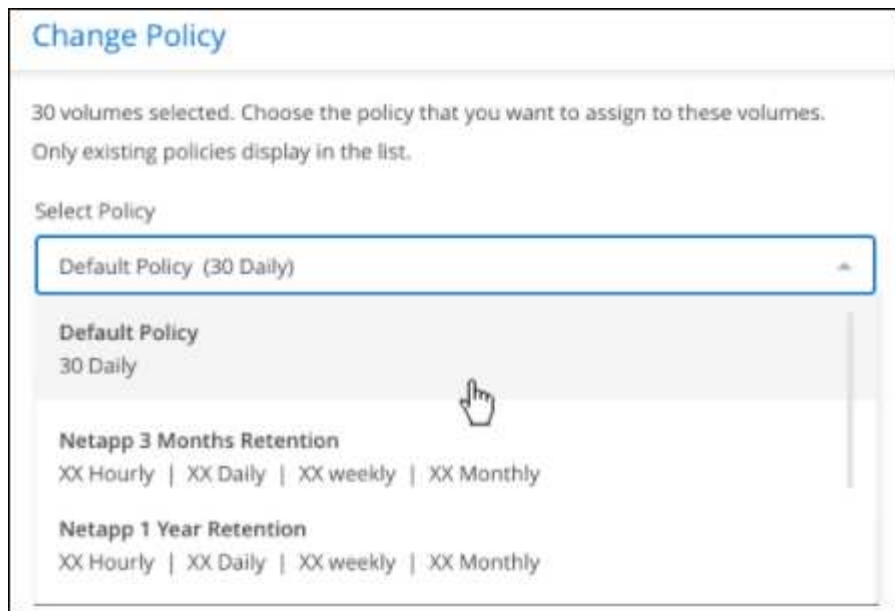 Change Policy
30 volumes selected. Choose the policy that you want to assign to these volumes.
Only existing policies display in the list.
Select Policy
Default Policy (30 Daily)
Default Policy
30 Daily
Netapp 3 Months Retention
XX Hourly | XX Daily | XX weekly | XX Monthly
Netapp 1 Year Retention
XX Hourly | XX Daily | XX weekly | XX Monthly